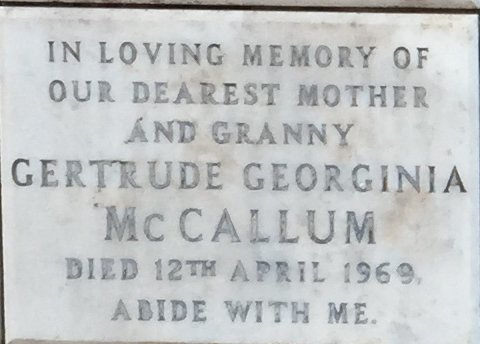 IN LOVING MEMORY OF
OUR DEAREST MOTHER
AND GRANNY
GERTRUDE GEORGINIA
McCALLUM
DIED 12TH APRIL 1969.
ABIDE WITH ME.